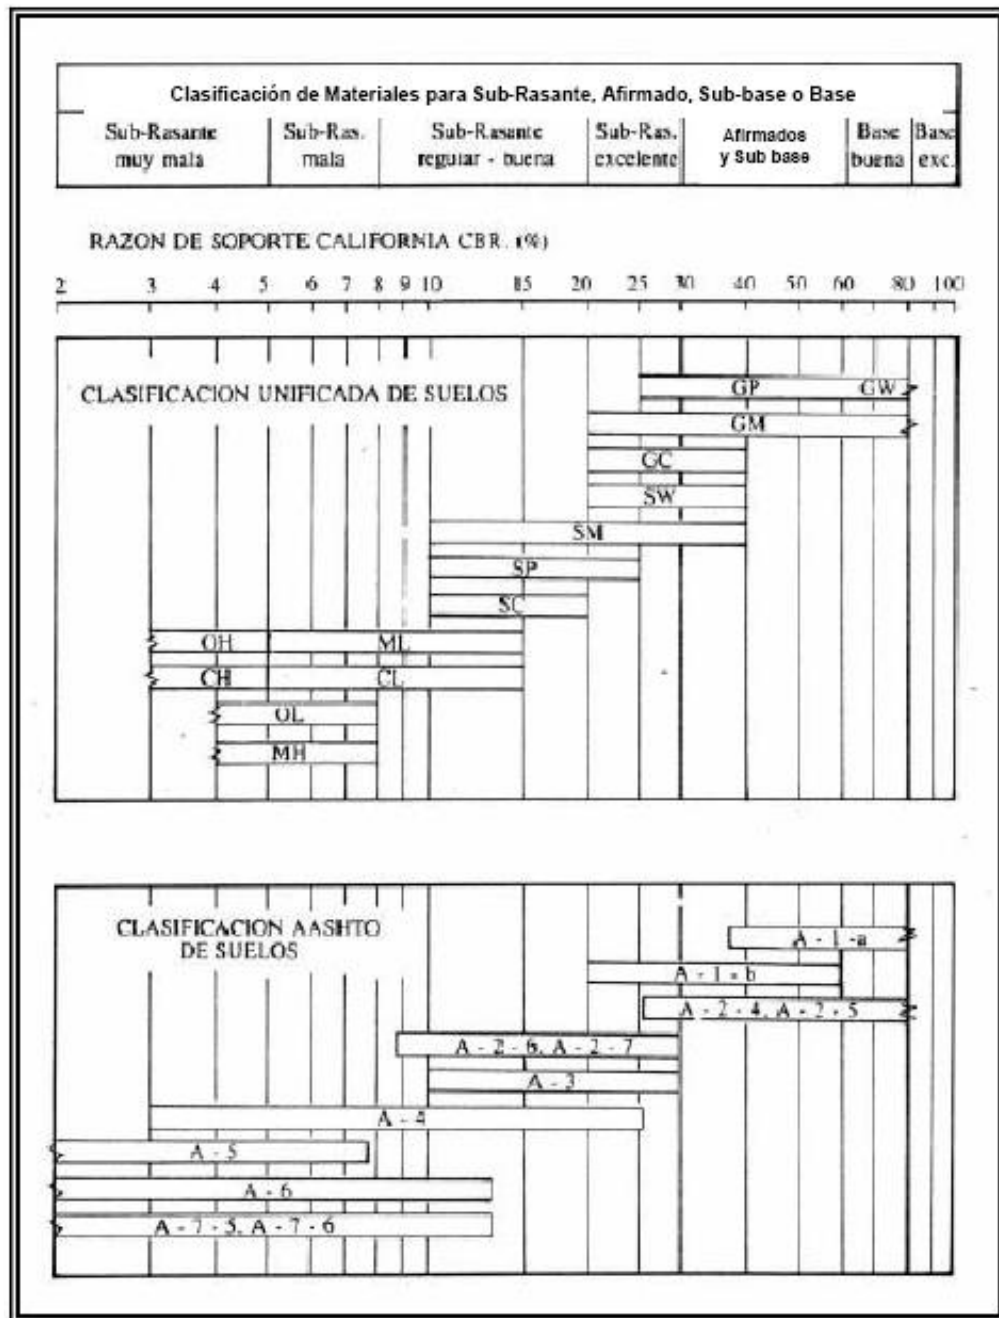 Clasificación de Materiales para Sub-Rasante, Afirmado, Sub-base o Base
Sub-Rasante muy mala
Sub-Ras. mala
Sub-Rasante regular - buena
Sub-Ras. excelente
Afirmados y Sub base
Base buena
Base exc.
RAZON DE SOPORTE CALIFORNIA CBR. (%)
2 3 4 5 6 7 8 9 10 15 20 25 30 40 50 60 80 100
CLASIFICACION UNIFICADA DE SUELOS
GP GW
GM
GC
SW
SM
SP
SC
OH ML
CH CL
OL
MH
CLASIFICACION AASHTO
DE SUELOS
A - 1 -a
A - 1 - b
A - 2 - 4, A - 2 - 5
A - 2 - 6, A - 2 - 7
A - 3
A - 4
A - 5
A - 6
A - 7 - 5, A - 7 - 6